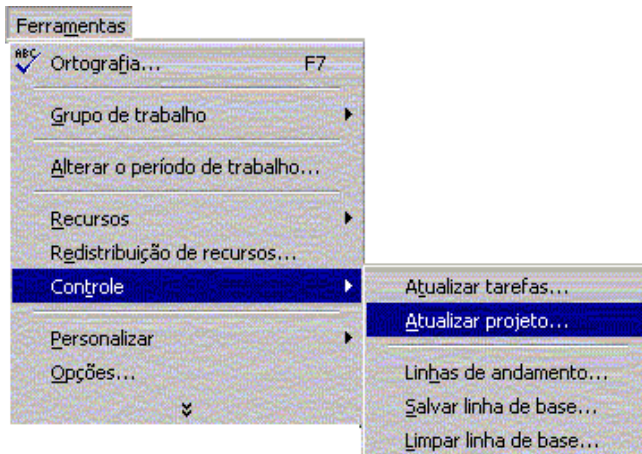 Ferramentas
ABC
Ortografia... F7
Grupo de trabalho
Alterar o período de trabalho...
Recursos
Redistribuição de recursos...
Controle
Personalizar
Opções...
Atualizar tarefas...
Atualizar projeto...
Linhas de andamento...
Salvar linha de base...
Limpar linha de base...